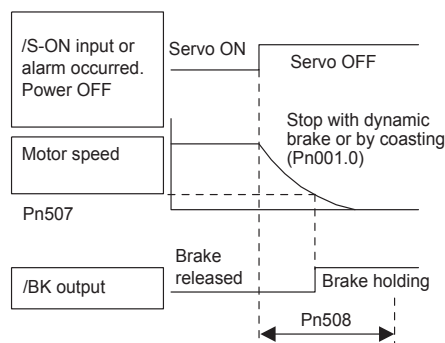 /S-ON input or
alarm occurred.
Power OFF
Servo ON
Servo OFF
Stop with dynamic
brake or by coasting
(Pn001.0)
Motor speed
Pn507
Brake
released
/BK output
Brake holding
Pn508